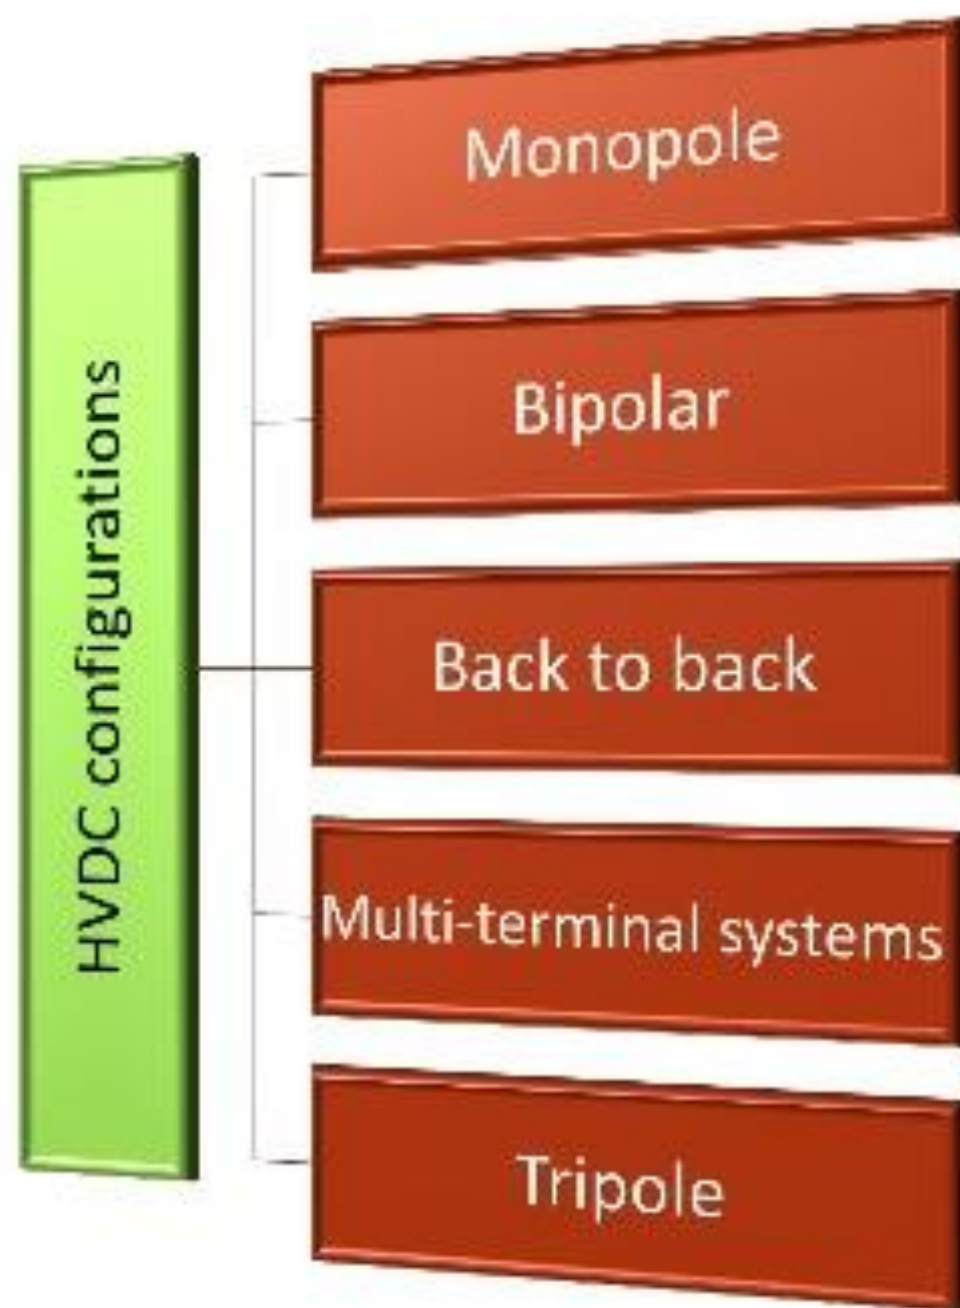 HVDC configurations
Monopole
Bipolar
Back to back
Multi-terminal systems
Tripole